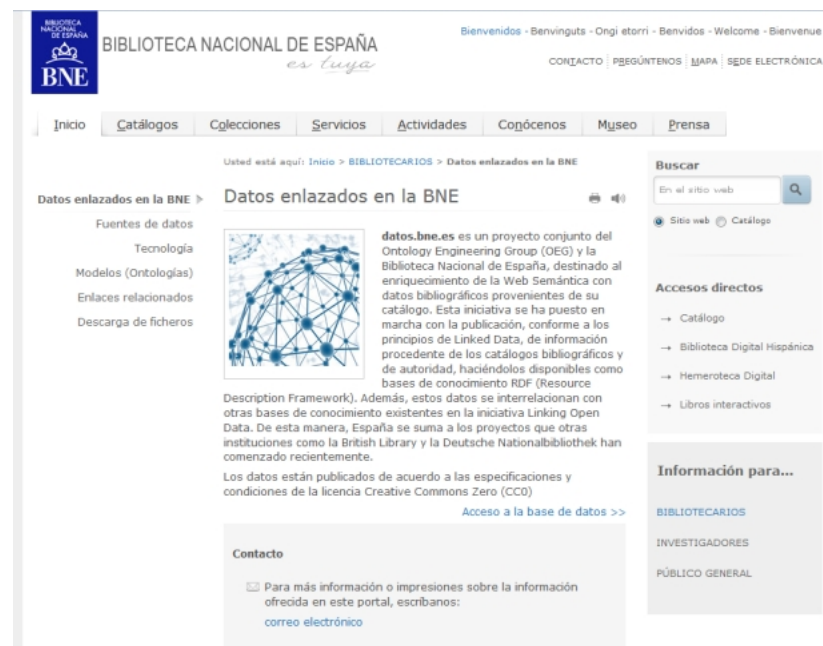 BIBLIOTECA
NACIONAL
DE ESPAÑA
BNE
BIBLIOTECA NACIONAL DE ESPAÑA
es tuya
Bienvenidos - Benvinguts - Ongi etorri - Benvidos - Welcome - Bienvenue
CONTACTO PREGÚNTENOS MAPA SEDE ELECTRÓNICA
Inicio Catálogos Colecciones Servicios Actividades Conócenos Museo Prensa
Usted está aquí: Inicio > BIBLIOTECARIOS > Datos enlazados en la BNE
Datos enlazados en la BNE
Fuentes de datos
Tecnología
Modelos (Ontologías)
Enlaces relacionados
Descarga de ficheros
Datos enlazados en la BNE
datos.bne.es es un proyecto conjunto del
Ontology Engineering Group (OEG) y la
Biblioteca Nacional de España, destinado al
enriquecimiento de la Web Semántica con
datos bibliográficos provenientes de su
catálogo. Esta iniciativa se ha puesto en
marcha con la publicación, conforme a los
principios de Linked Data, de información
procedente de los catálogos bibliográficos y
de autoridad, haciéndolos disponibles como
bases de conocimiento RDF (Resource
Description Framework). Además, estos datos se interrelacionan con
otras bases de conocimiento existentes en la iniciativa Linking Open
Data. De esta manera, España se suma a los proyectos que otras
instituciones como la British Library y la Deutsche Nationalbibliothek han
comenzado recientemente.
Los datos están publicados de acuerdo a las especificaciones y
condiciones de la licencia Creative Commons Zero (CC0)
Acceso a la base de datos >>
Contacto
Para más información o impresiones sobre la información
ofrecida en este portal, escríbanos:
correo electrónico
Buscar
En el sitio web
Sitio web Catálogo
Accesos directos
→ Catálogo
→ Biblioteca Digital Hispánica
→ Hemeroteca Digital
→ Libros interactivos
Información para...
BIBLIOTECARIOS
INVESTIGADORES
PÚBLICO GENERAL